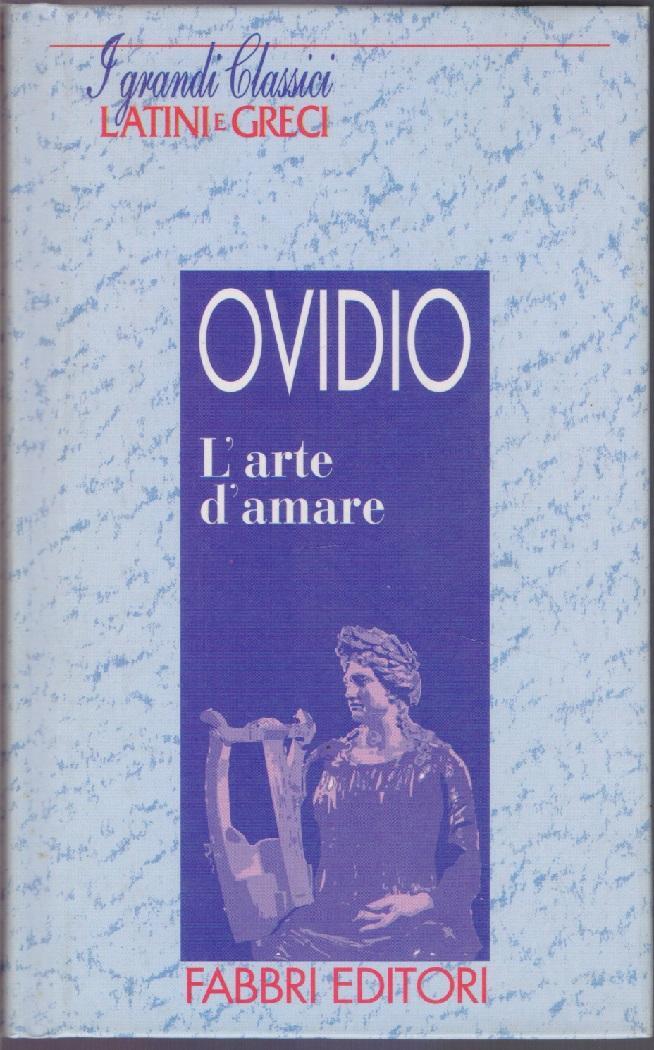 I grandi Classici
LATINI E GRECI
OVIDIO
L'arte
d'amare
FABBRI EDITORI